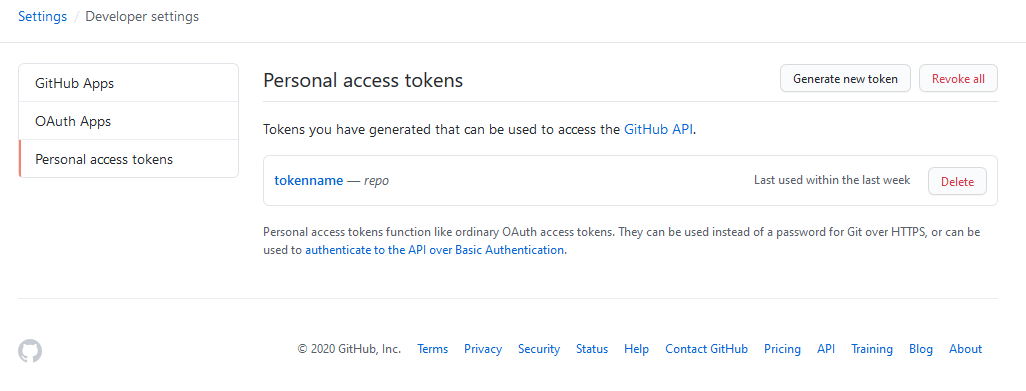 Settings / Developer settings
GitHub Apps
OAuth Apps
Personal access tokens
Personal access tokens
Generate new token
Revoke all
Tokens you have generated that can be used to access the GitHub API.
tokenname — repo
Last used within the last week
Delete
Personal access tokens function like ordinary OAuth access tokens. They can be used instead of a password for Git over HTTPS, or can be
used to authenticate to the API over Basic Authentication.
© 2020 GitHub, Inc. Terms Privacy Security Status Help Contact GitHub Pricing API Training Blog About